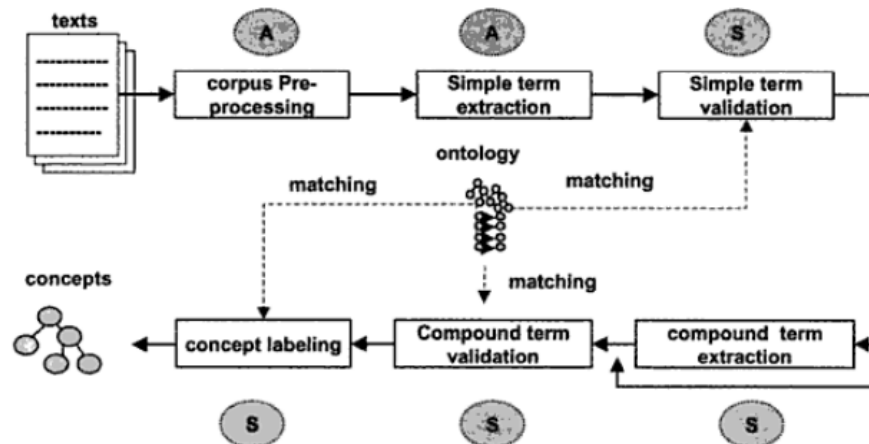 texts
A
A
S
corpus Pre-
processing
Simple term
extraction
Simple term
validation
ontology
matching
matching
matching
concepts
concept labeling
Compound term
validation
compound term
extraction
S
S
S